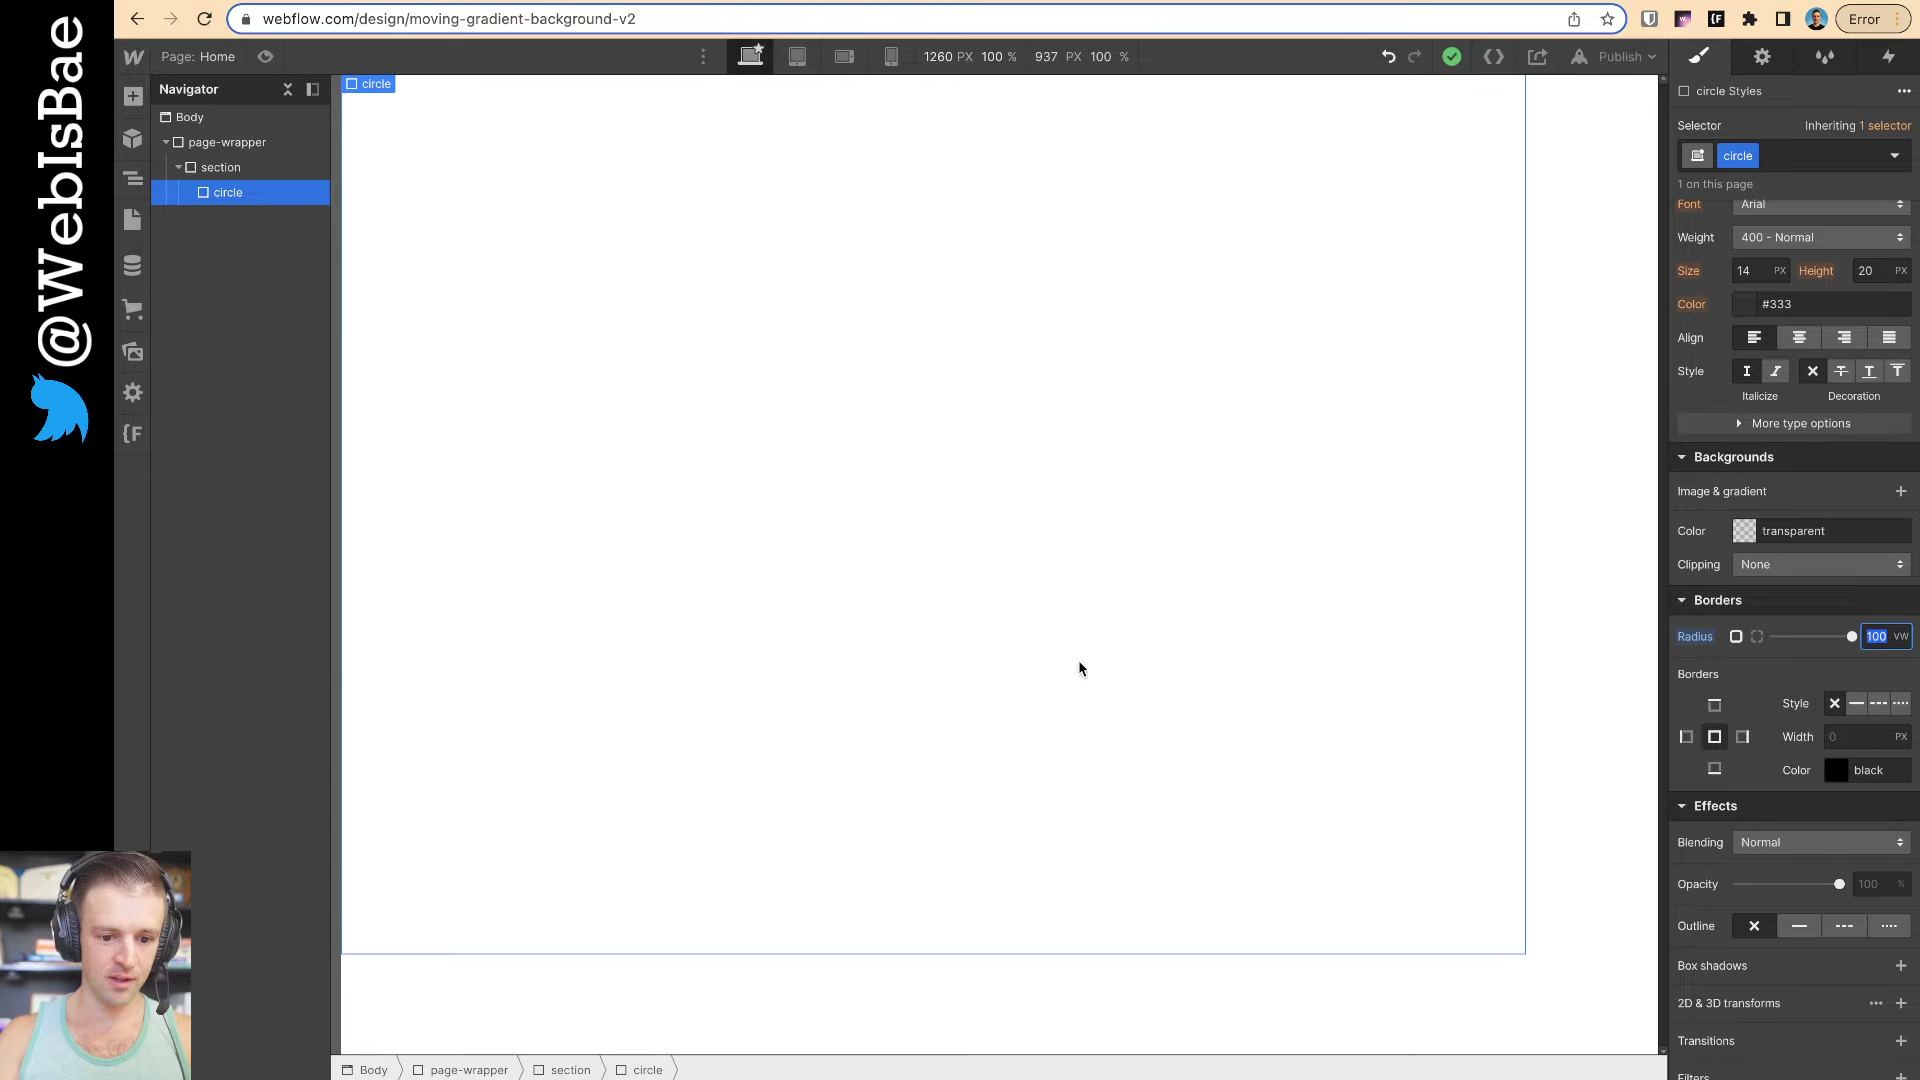 webflow.com/design/moving-gradient-background-v2
Error
@WebIsBae
Page: Home
1260 PX 100 %
937 PX 100 %
Publish
Navigator
Body
page-wrapper
section
circle
circle
circle Styles
Selector
Inheriting 1 selector
circle
1 on this page
Font
Arial
Weight
400 - Normal
Size
14 PX
Height
20 PX
Color
#333
Align
Style
Italicize
Decoration
More type options
Backgrounds
Image & gradient
Color
transparent
Clipping
None
Borders
Radius
100 VW
Borders
Style
Width
0 PX
Color
black
Effects
Blending
Normal
Opacity
100 %
Outline
Box shadows
2D & 3D transforms
Transitions
Filters
Body
page-wrapper
section
circle